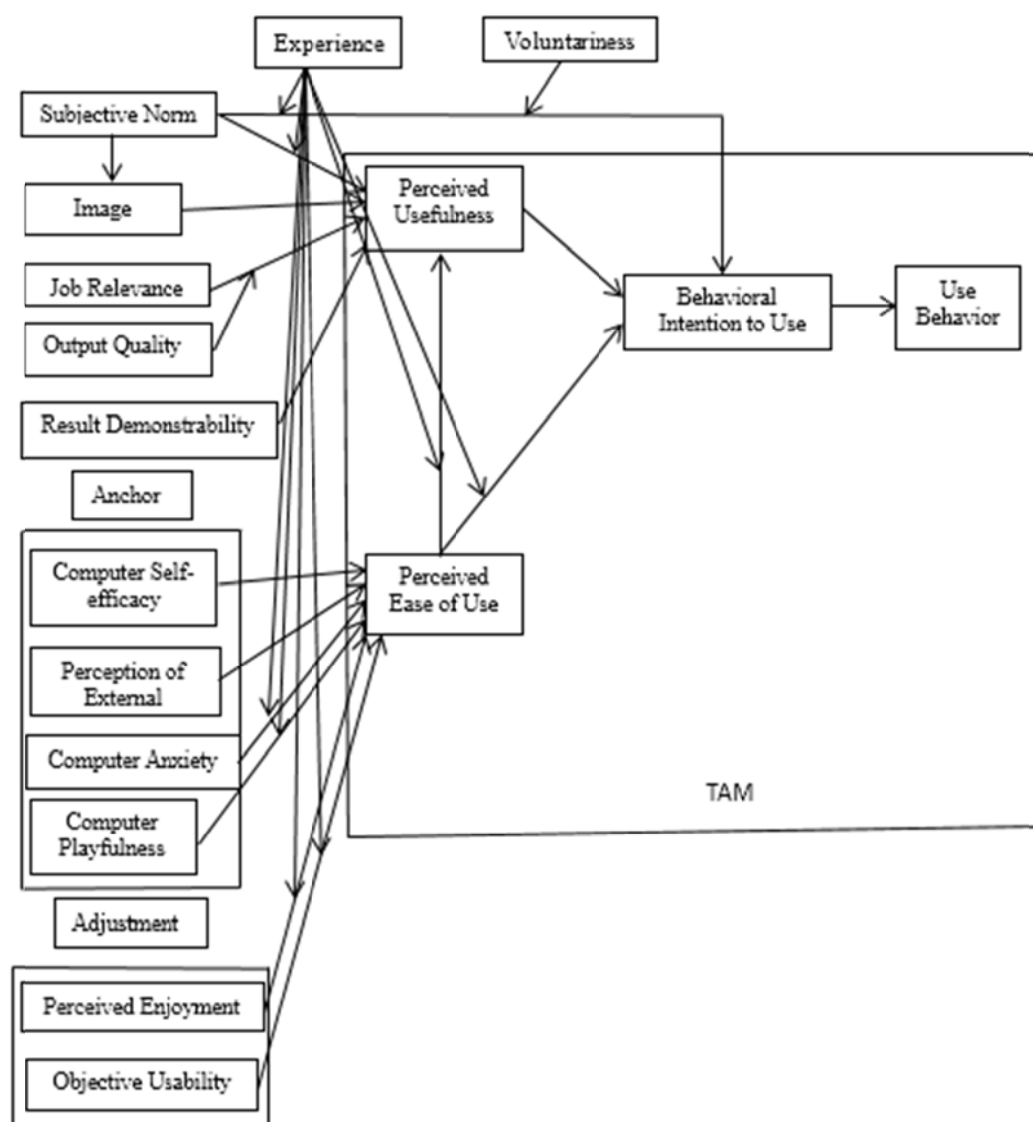 Experience
Voluntariness
Subjective Norm
Image
Perceived
Usefulness
Job Relevance
Behavioral
Intention to Use
Use
Behavior
Output Quality
Result Demonstrability
Anchor
Computer Self-
efficacy
Perceived
Ease of Use
Perception of
External
Computer Anxiety
TAM
Computer
Playfulness
Adjustment
Perceived Enjoyment
Objective Usability